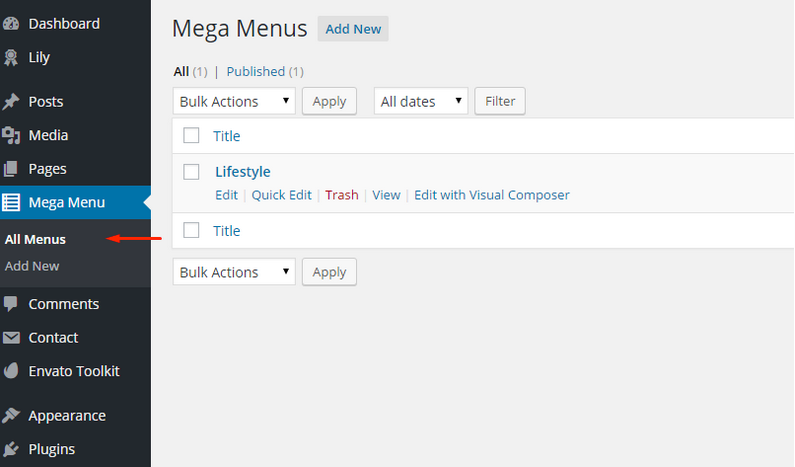 Dashboard
Lily
Posts
Media
Pages
Mega Menu
All Menus
Add New
Comments
Contact
Envato Toolkit
Appearance
Plugins
Mega Menus Add New
All (1) | Published (1)
Bulk Actions Apply All dates Filter
Title
Lifestyle
Edit | Quick Edit | Trash | View | Edit with Visual Composer
Title
Bulk Actions Apply